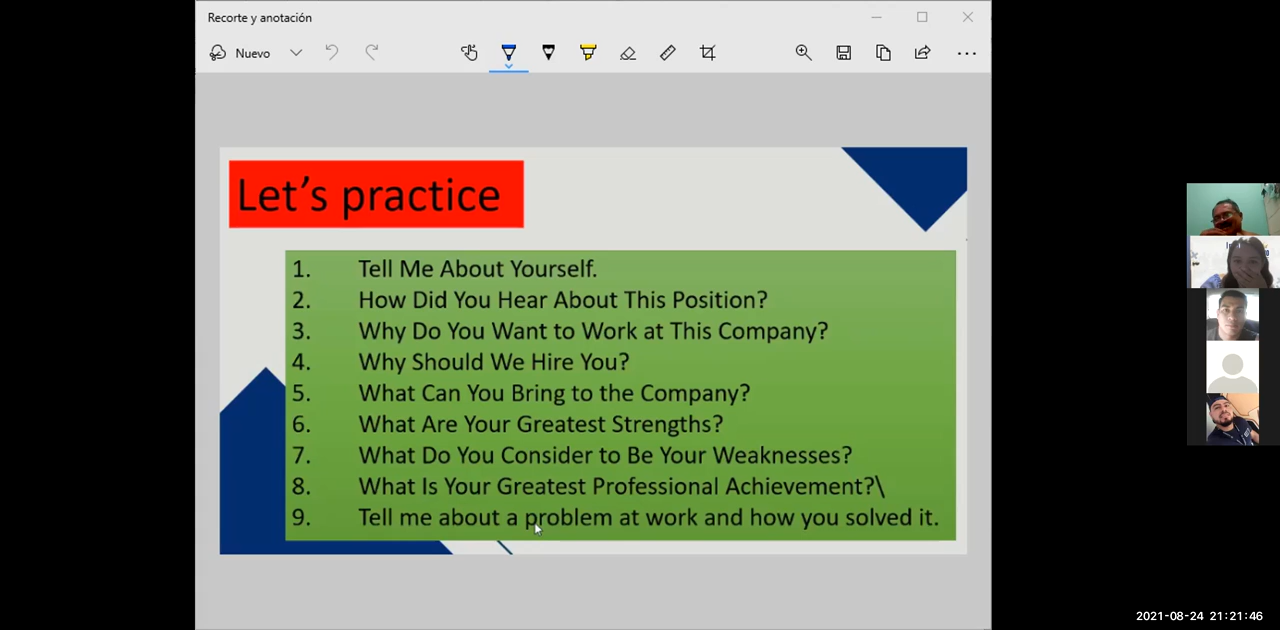 Recorte y anotación
Nuevo
Let's practice
1. Tell Me About Yourself.
2. How Did You Hear About This Position?
3. Why Do You Want to Work at This Company?
4. Why Should We Hire You?
5. What Can You Bring to the Company?
6. What Are Your Greatest Strengths?
7. What Do You Consider to Be Your Weaknesses?
8. What Is Your Greatest Professional Achievement?\
9. Tell me about a problem at work and how you solved it.
2021-08-24 21:21:46